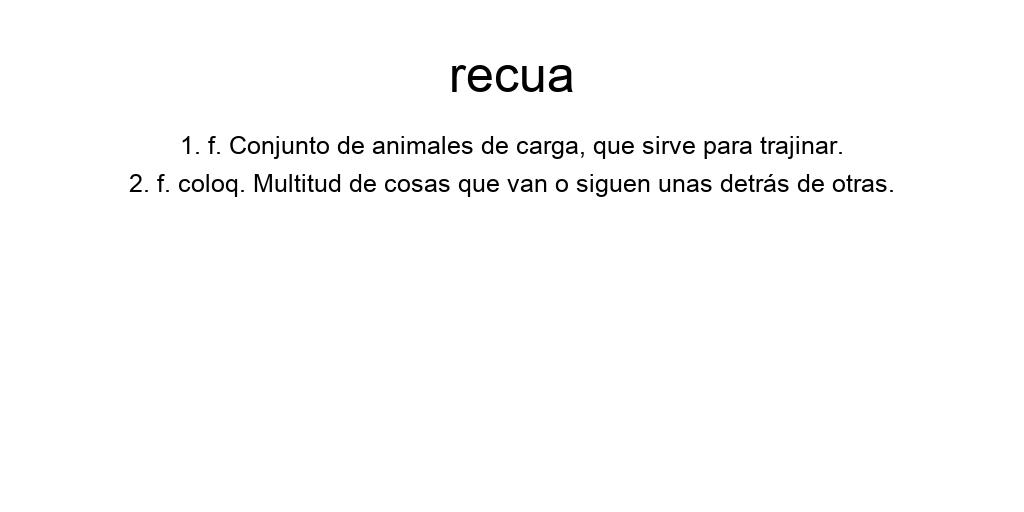 recua
1. f. Conjunto de animales de carga, que sirve para trajinar.
2. f. coloq. Multitud de cosas que van o siguen unas detrás de otras.